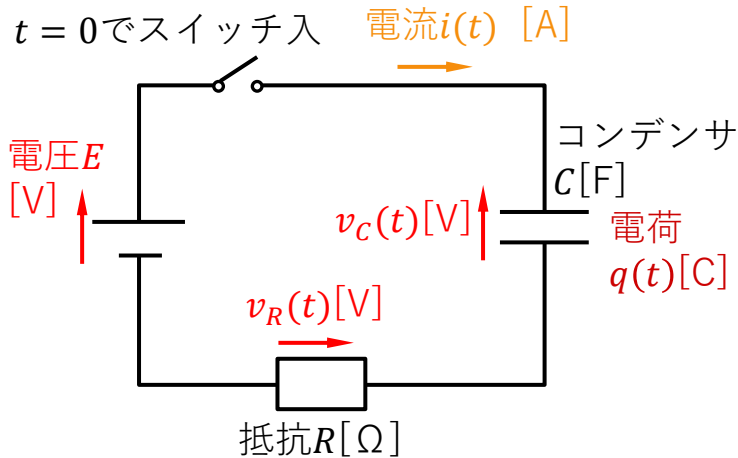 t = 0でスイッチ入
電流i(t) [A]
電圧E
[V]
コンデンサ
C[F]
v_C(t)[V]
電荷
q(t)[C]
v_R(t)[V]
抵抗R[Ω]